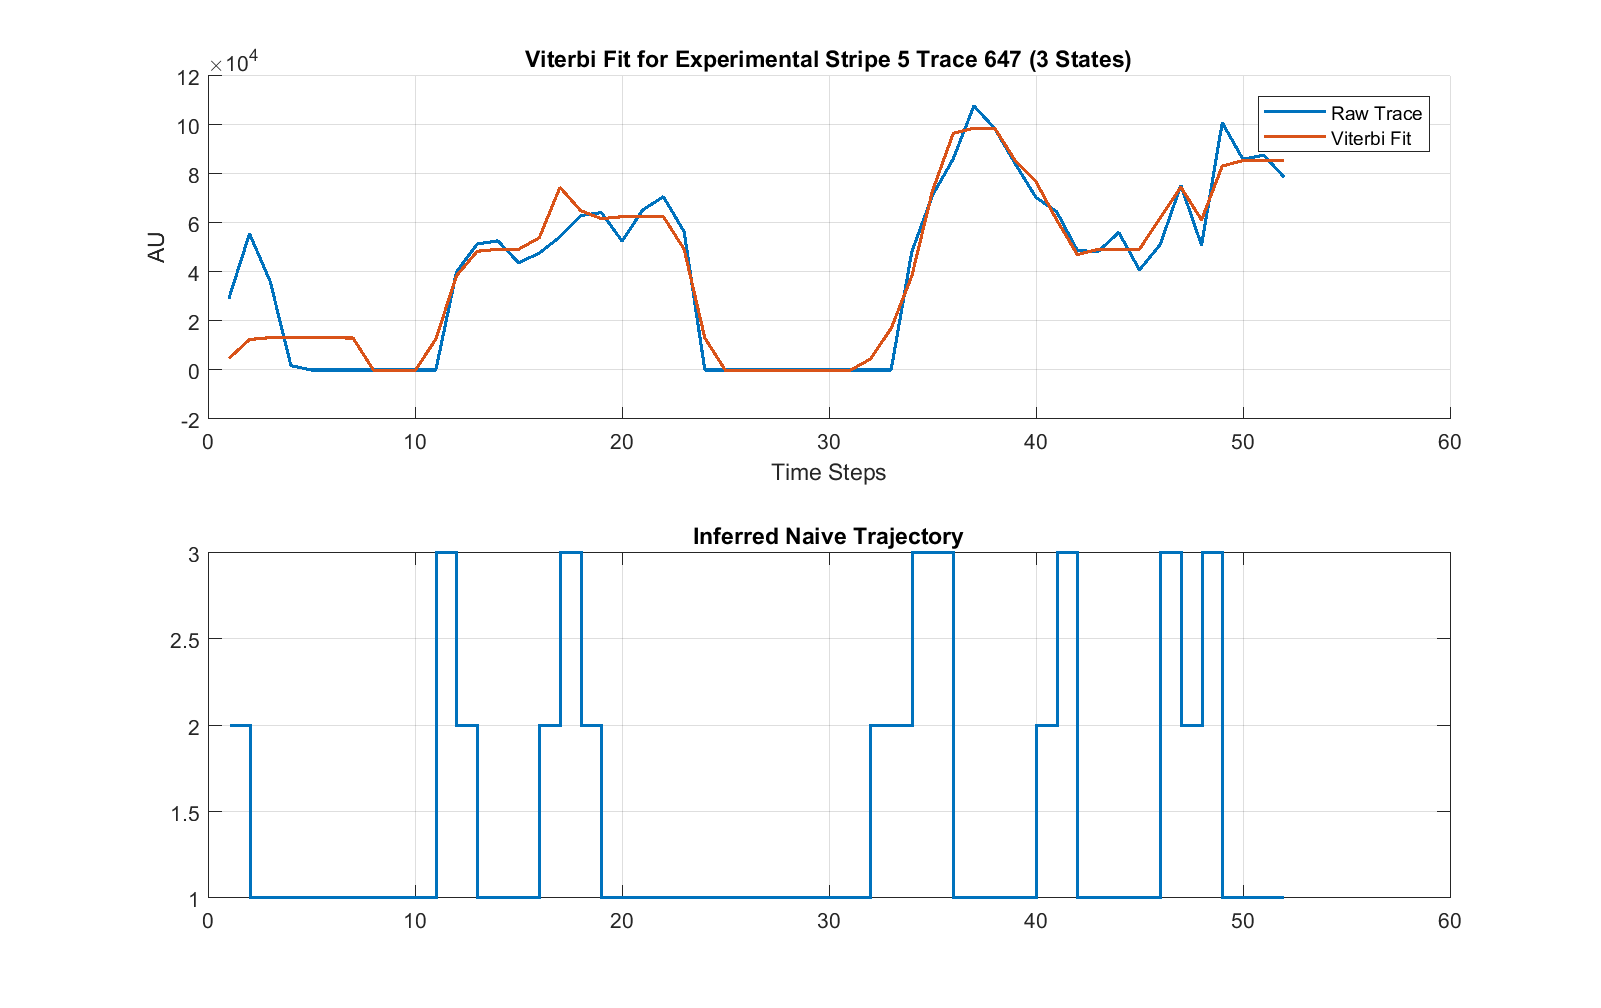 Viterbi Fit for Experimental Stripe 5 Trace 647 (3 States)
×10^4
12
10
8
6
4
2
0
-2
AU
Raw Trace
Viterbi Fit
0 10 20 30 40 50 60
Time Steps
Inferred Naive Trajectory
3
2.5
2
1.5
1
0 10 20 30 40 50 60